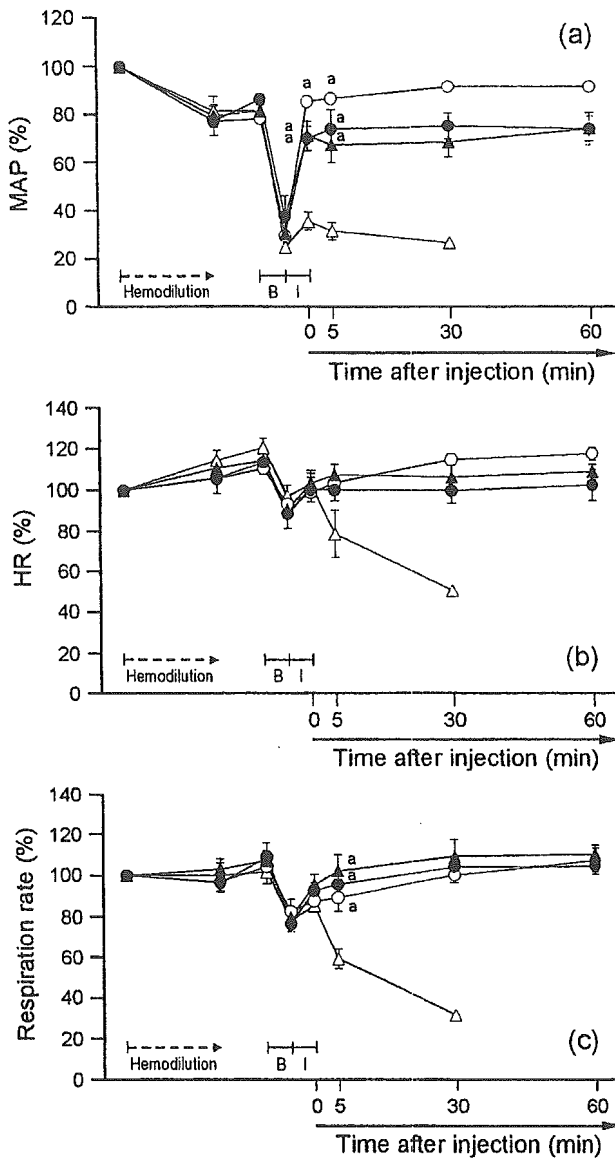 (a)
MAP (%)
120
100
80
60
40
20
0
a
a
a
a
a
a
Hemodilution
B
I
0 5 30 60
Time after injection (min)
HR (%)
140
120
100
80
60
40
20
0
(b)
Hemodilution
B
I
0 5 30 60
Time after injection (min)
Respiration rate (%)
140
120
100
80
60
40
20
0
a
a
a
(c)
Hemodilution
B
I
0 5 30 60
Time after injection (min)